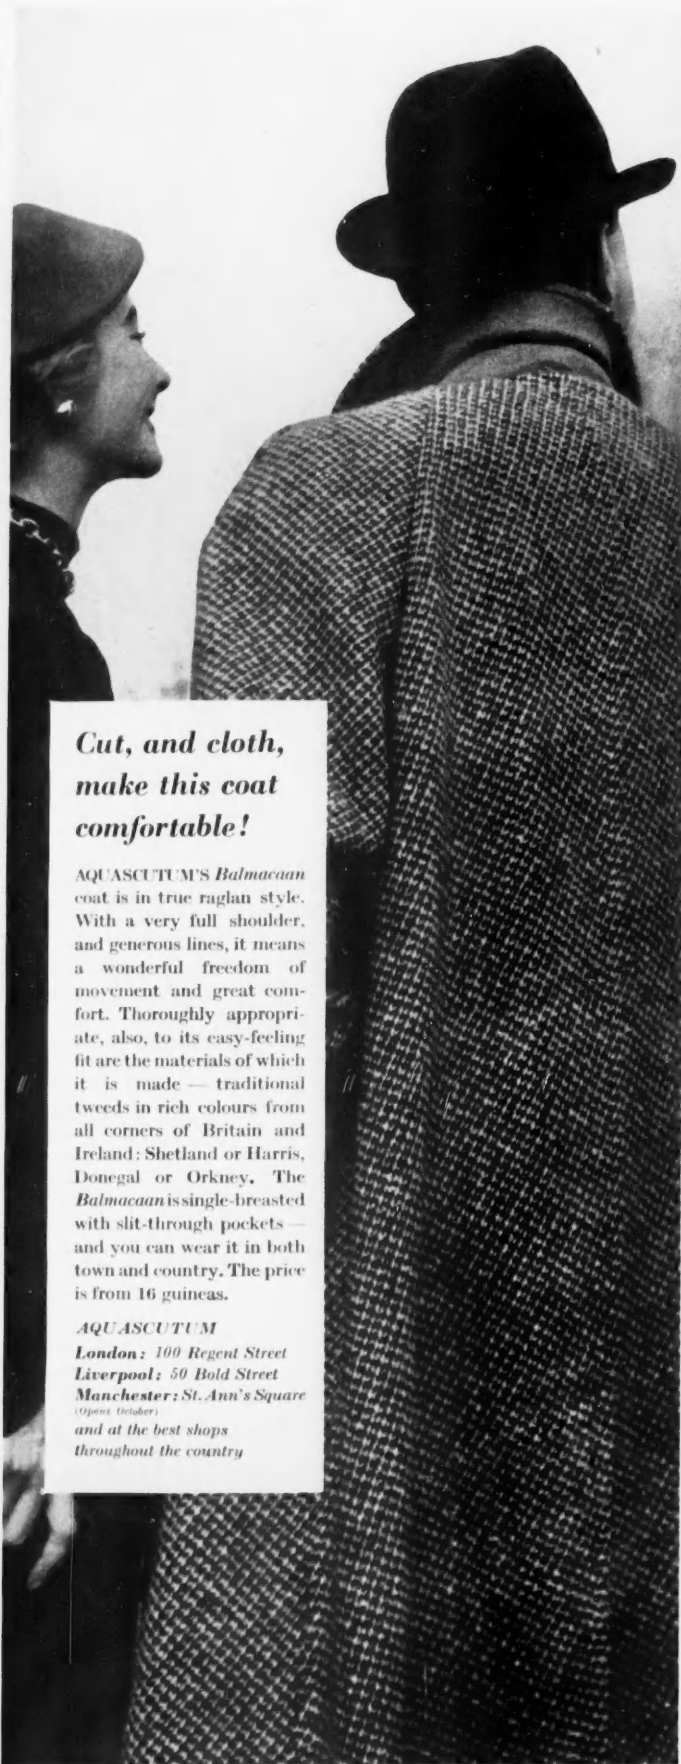 Cut, and cloth,
make this coat
comfortable!
AQUASCUTUM'S Balmacaan
coat is in true raglan style.
With a very full shoulder,
and generous lines, it means
a wonderful freedom of
movement and great com-
fort. Thoroughly appropri-
ate, also, to its easy-feeling
fit are the materials of which
it is made — traditional
tweeds in rich colours from
all corners of Britain and
Ireland: Shetland or Harris,
Donegal or Orkney. The
Balmacaan is single-breasted
with slit-through pockets —
and you can wear it in both
town and country. The price
is from 16 guineas.
AQUASCUTUM
London: 100 Regent Street
Liverpool: 50 Bold Street
Manchester: St. Ann's Square
(Opens October)
and at the best shops
throughout the country